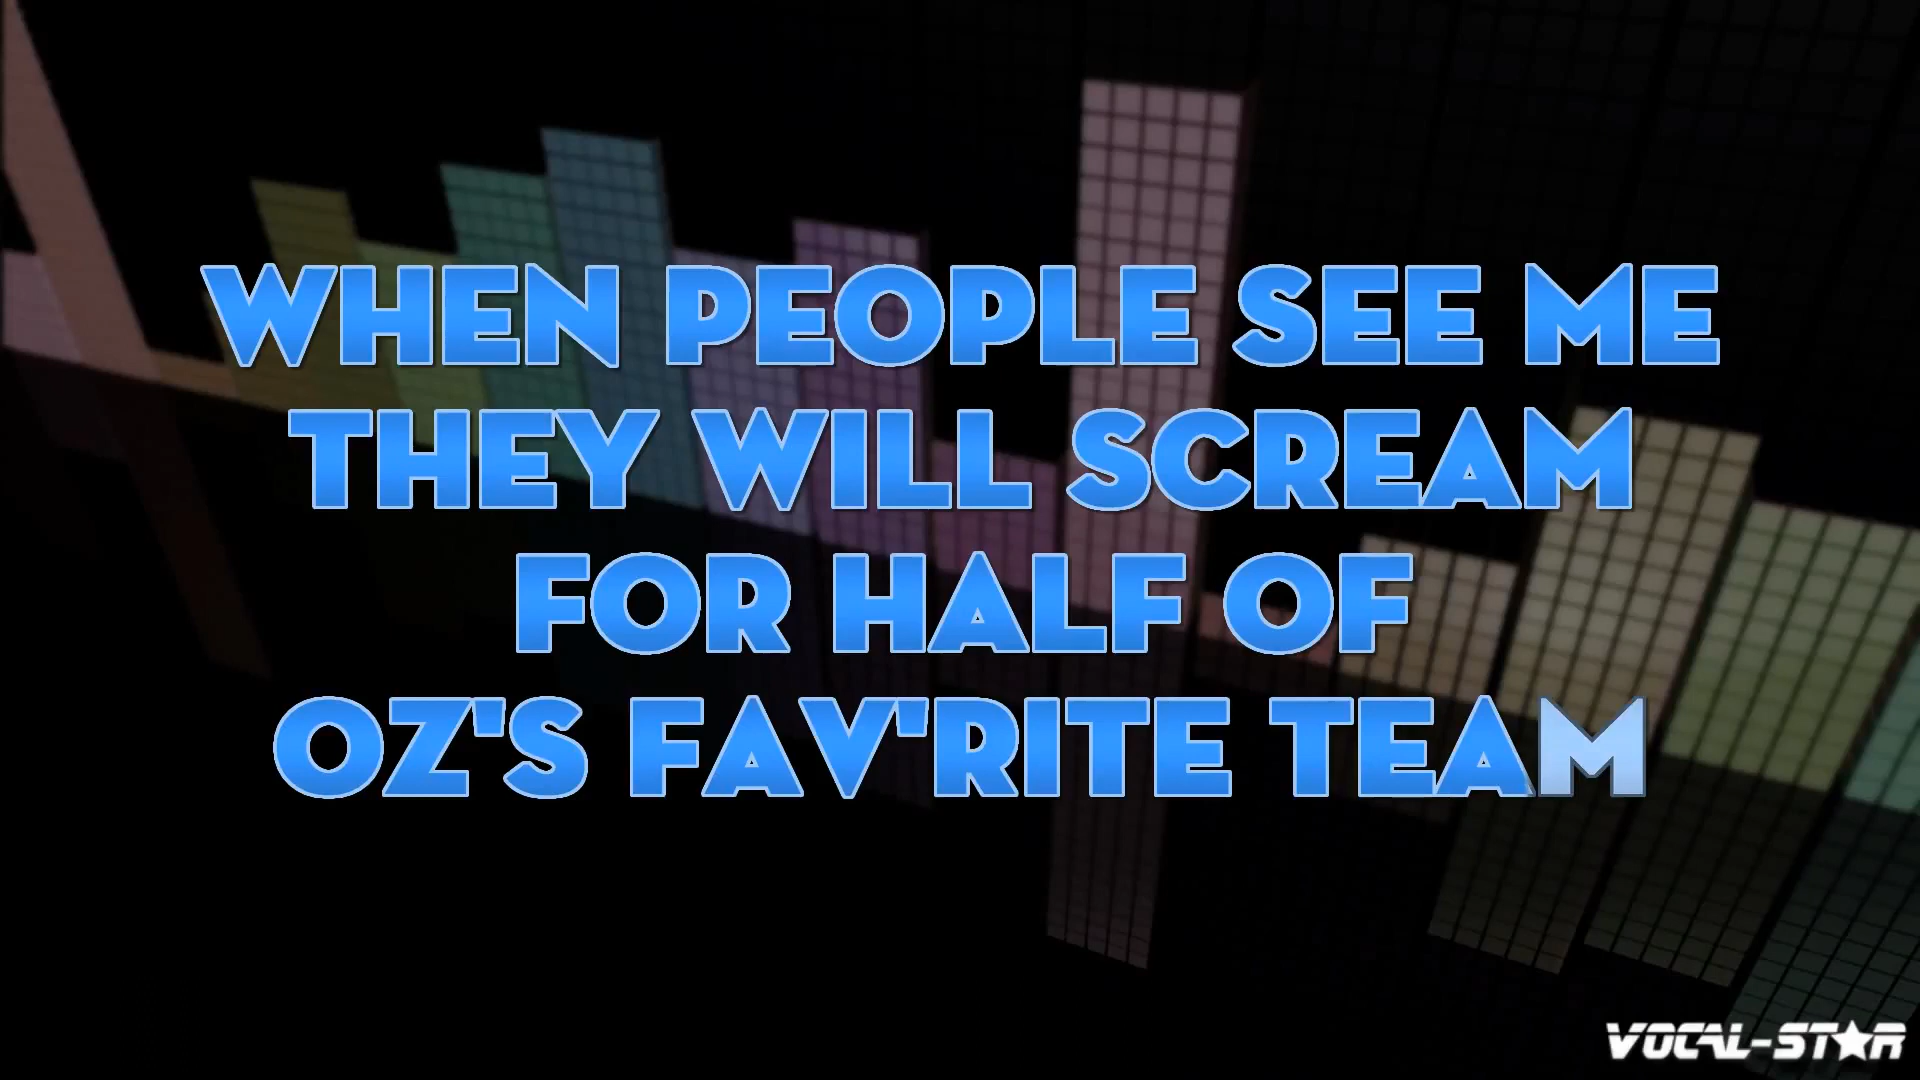 WHEN PEOPLE SEE ME
THEY WILL SCREAM
FOR HALF OF
OZ'S FAV'RITE TEAM
VOCAL-STAR